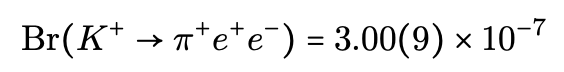 Br(K⁺ → π⁺e⁺e⁻) = 3.00(9) × 10⁻⁷